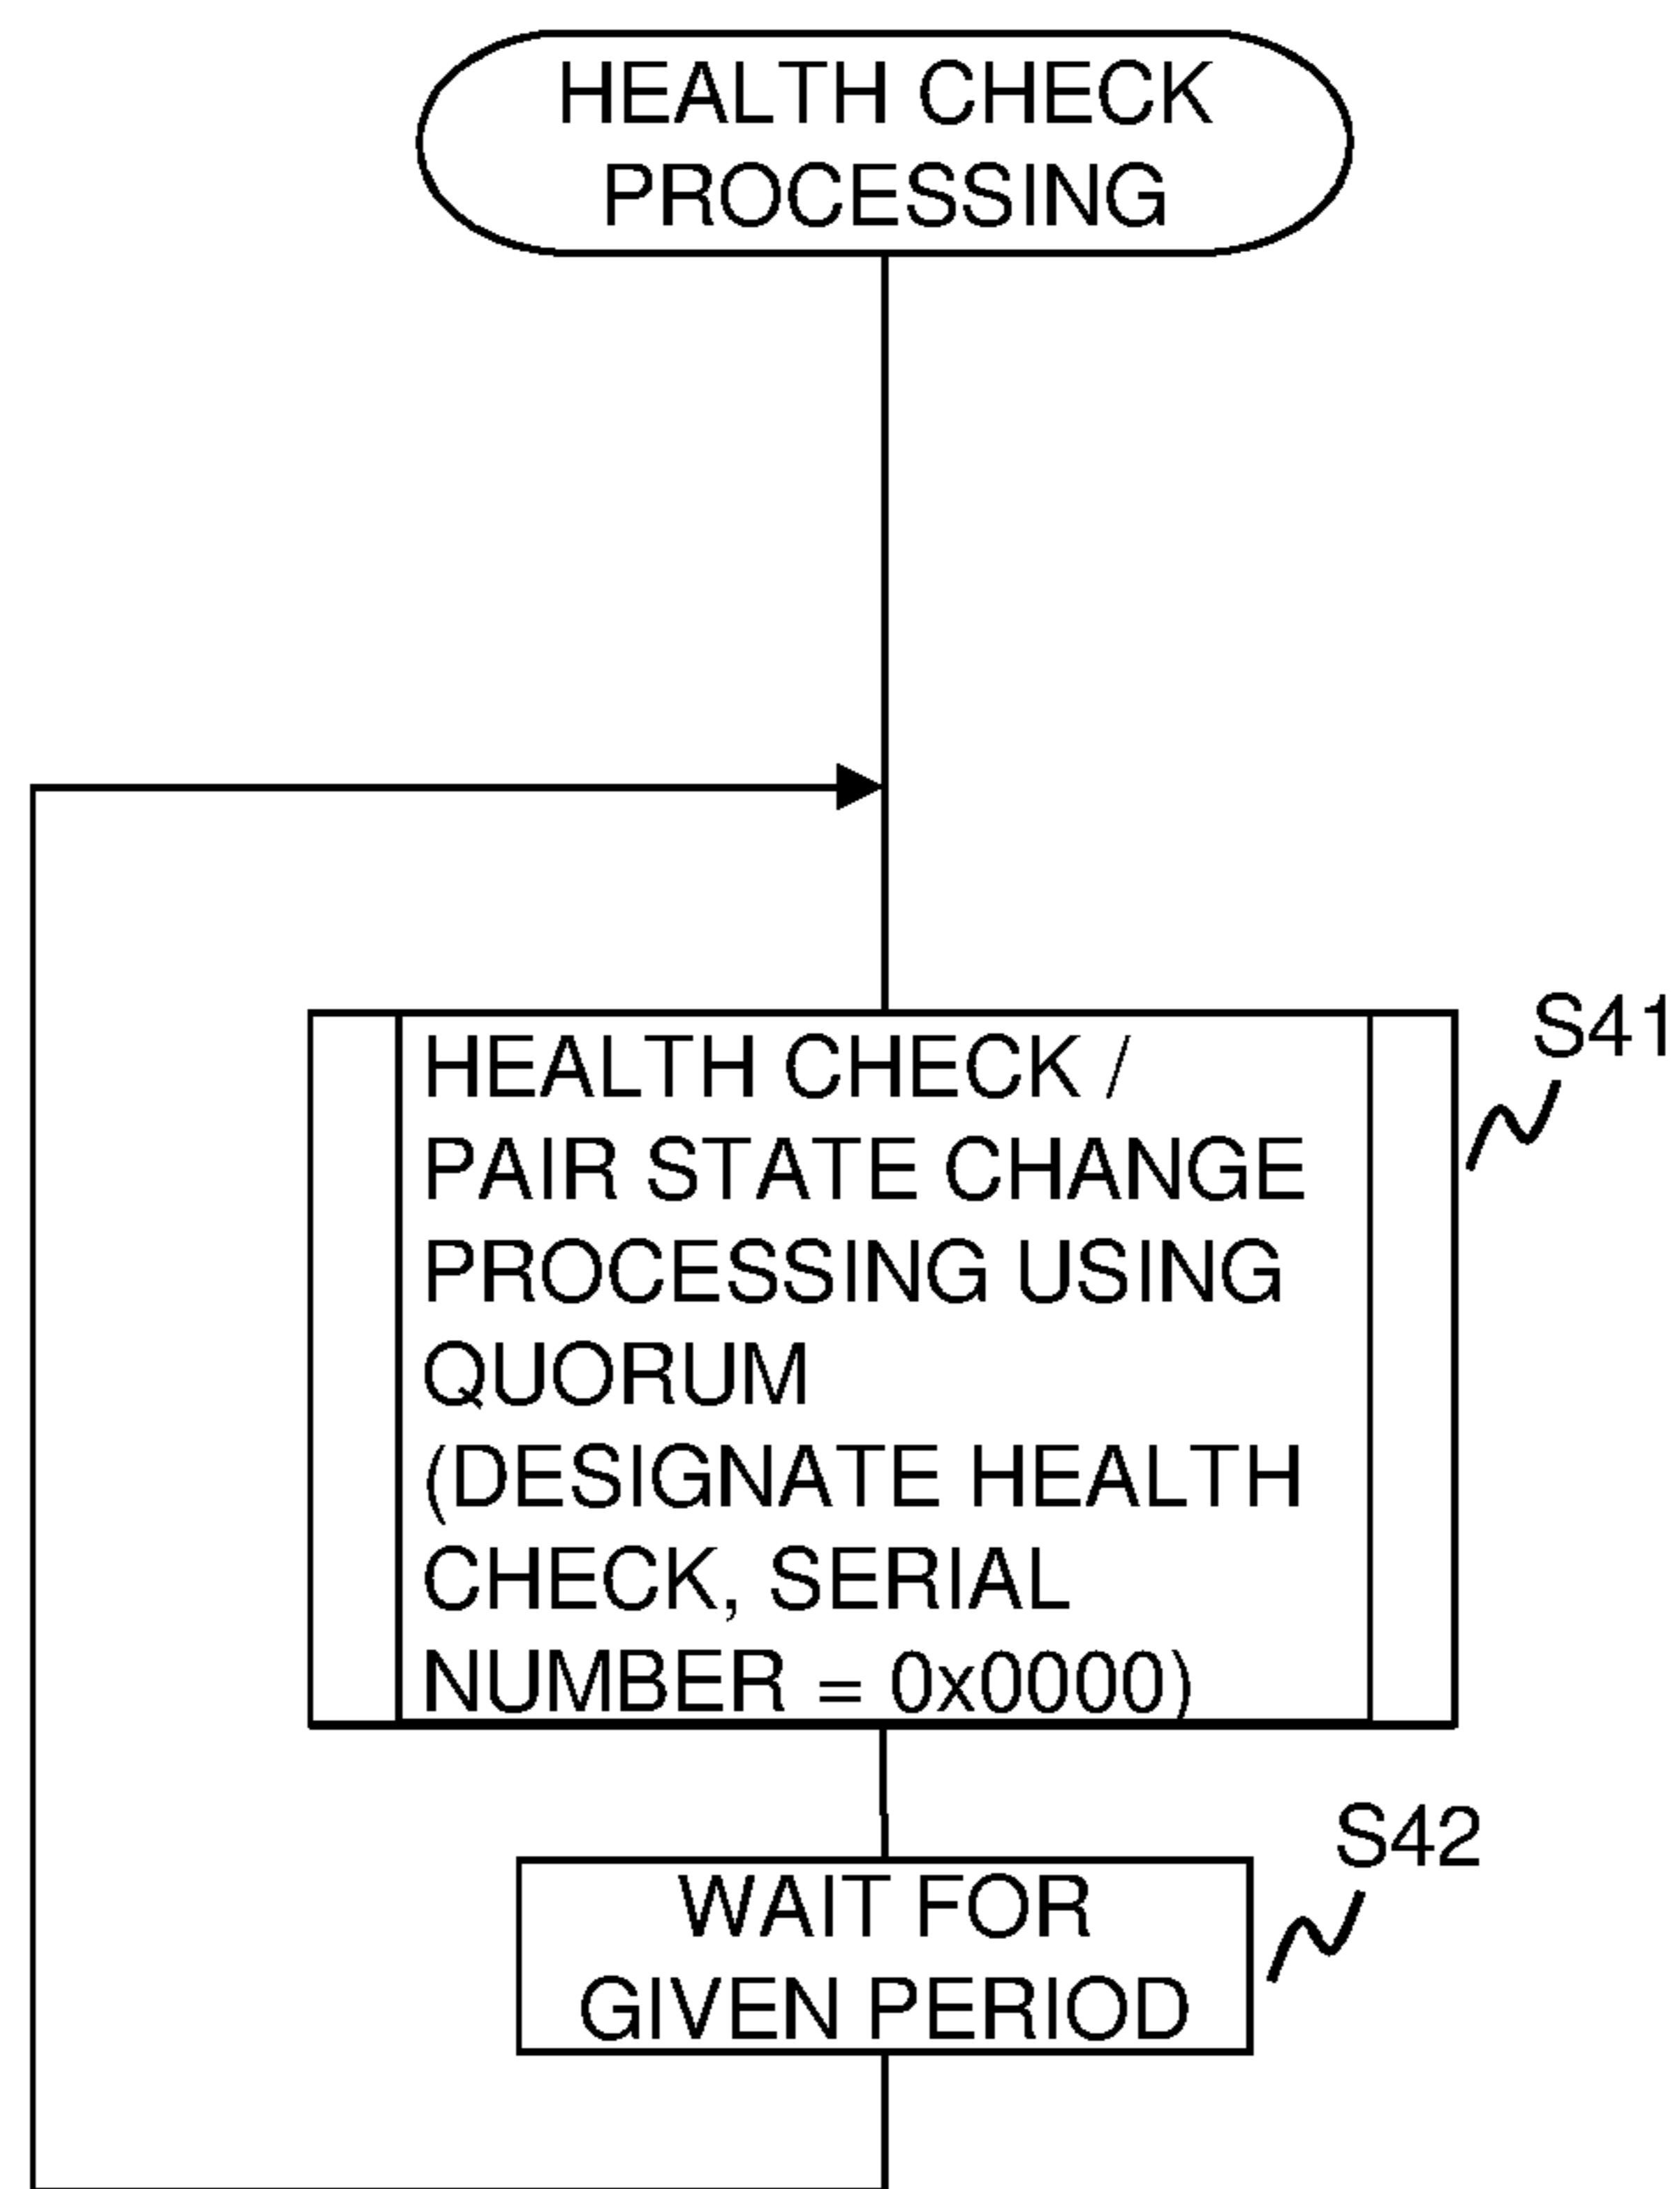 HEALTH CHECK
PROCESSING
S41
HEALTH CHECK /
PAIR STATE CHANGE
PROCESSING USING
QUORUM
(DESIGNATE HEALTH
CHECK, SERIAL
NUMBER = 0x0000)
S42
WAIT FOR
GIVEN PERIOD